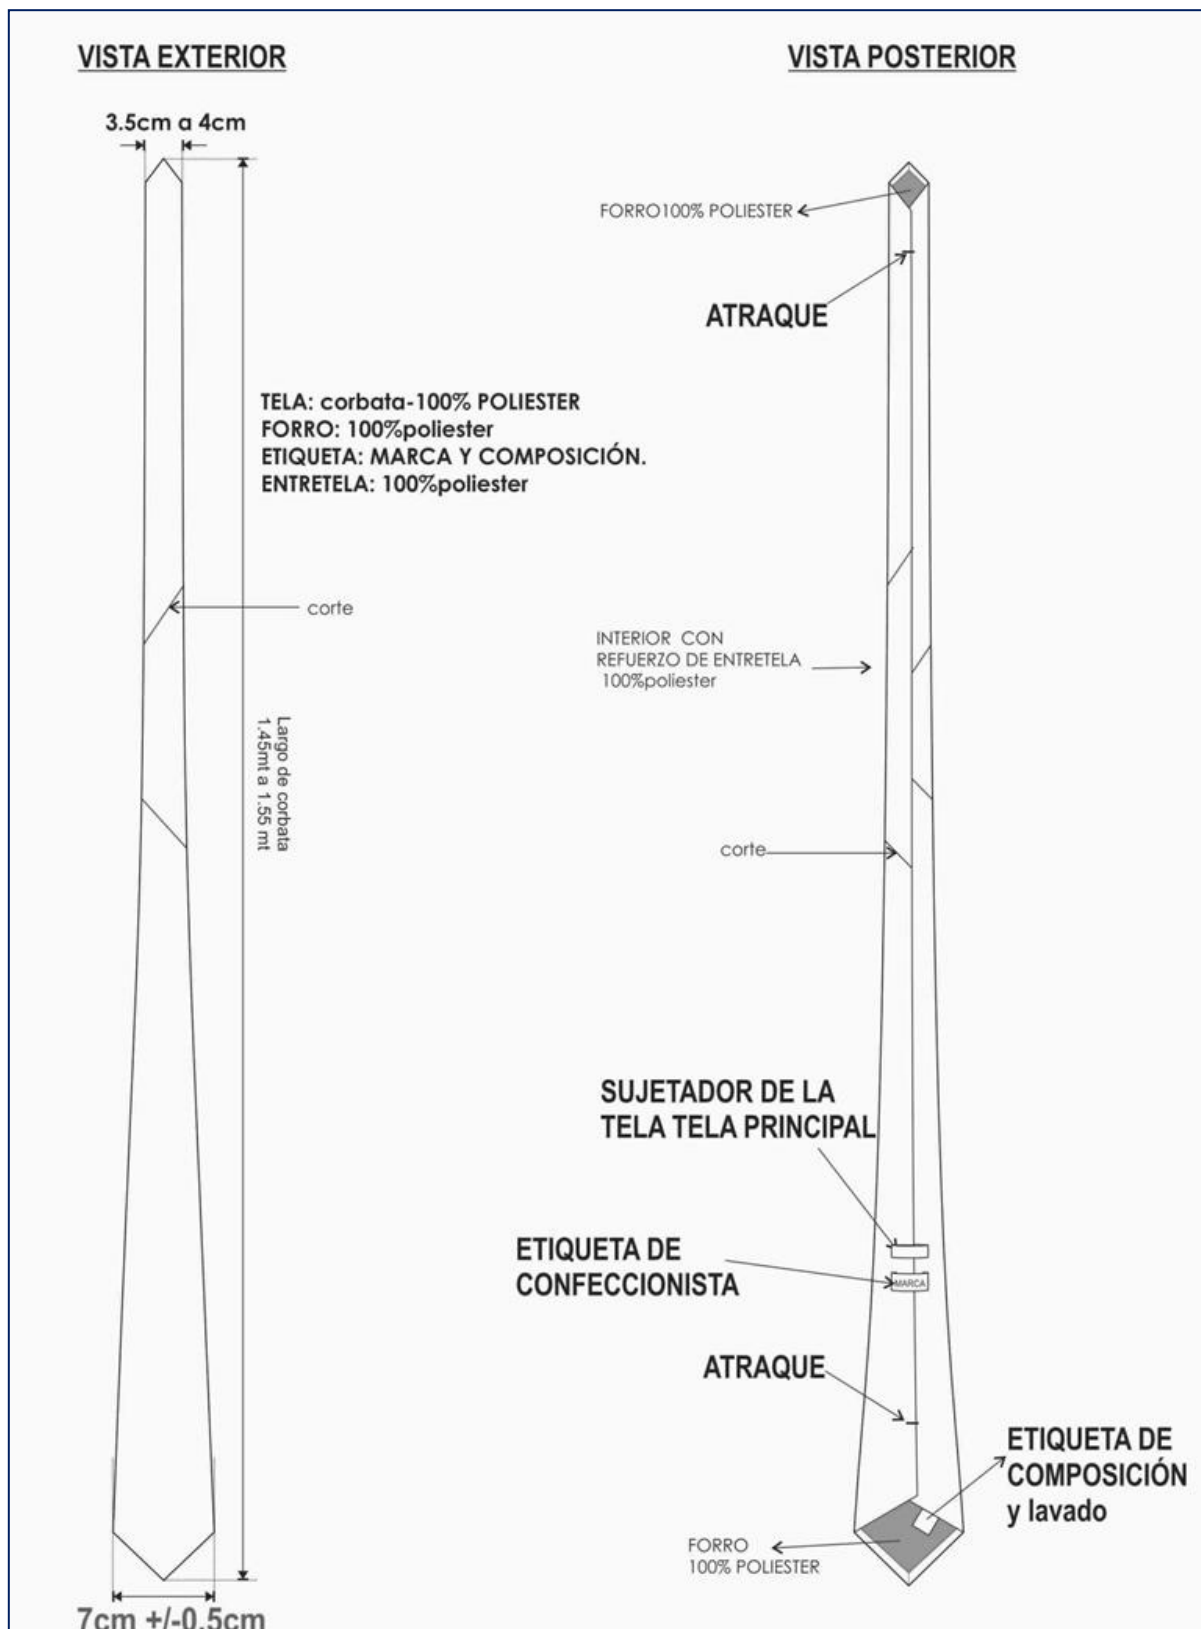 VISTA EXTERIOR
VISTA POSTERIOR
3.5cm a 4cm
FORRO100% POLIESTER
ATRAQUE
TELA: corbata-100% POLIESTER
FORRO: 100%poliester
ETIQUETA: MARCA Y COMPOSICIÓN.
ENTRETELA: 100%poliester
corte
INTERIOR CON
REFUERZO DE ENTRETELA
100%poliester
Largo de corbata
1.45mt a 1.55 mt
corte
SUJETADOR DE LA
TELA TELA PRINCIPAL
ETIQUETA DE
CONFECCIONISTA
MARCA
ATRAQUE
ETIQUETA DE
COMPOSICIÓN
y lavado
FORRO
100% POLIESTER
7cm +/-0.5cm